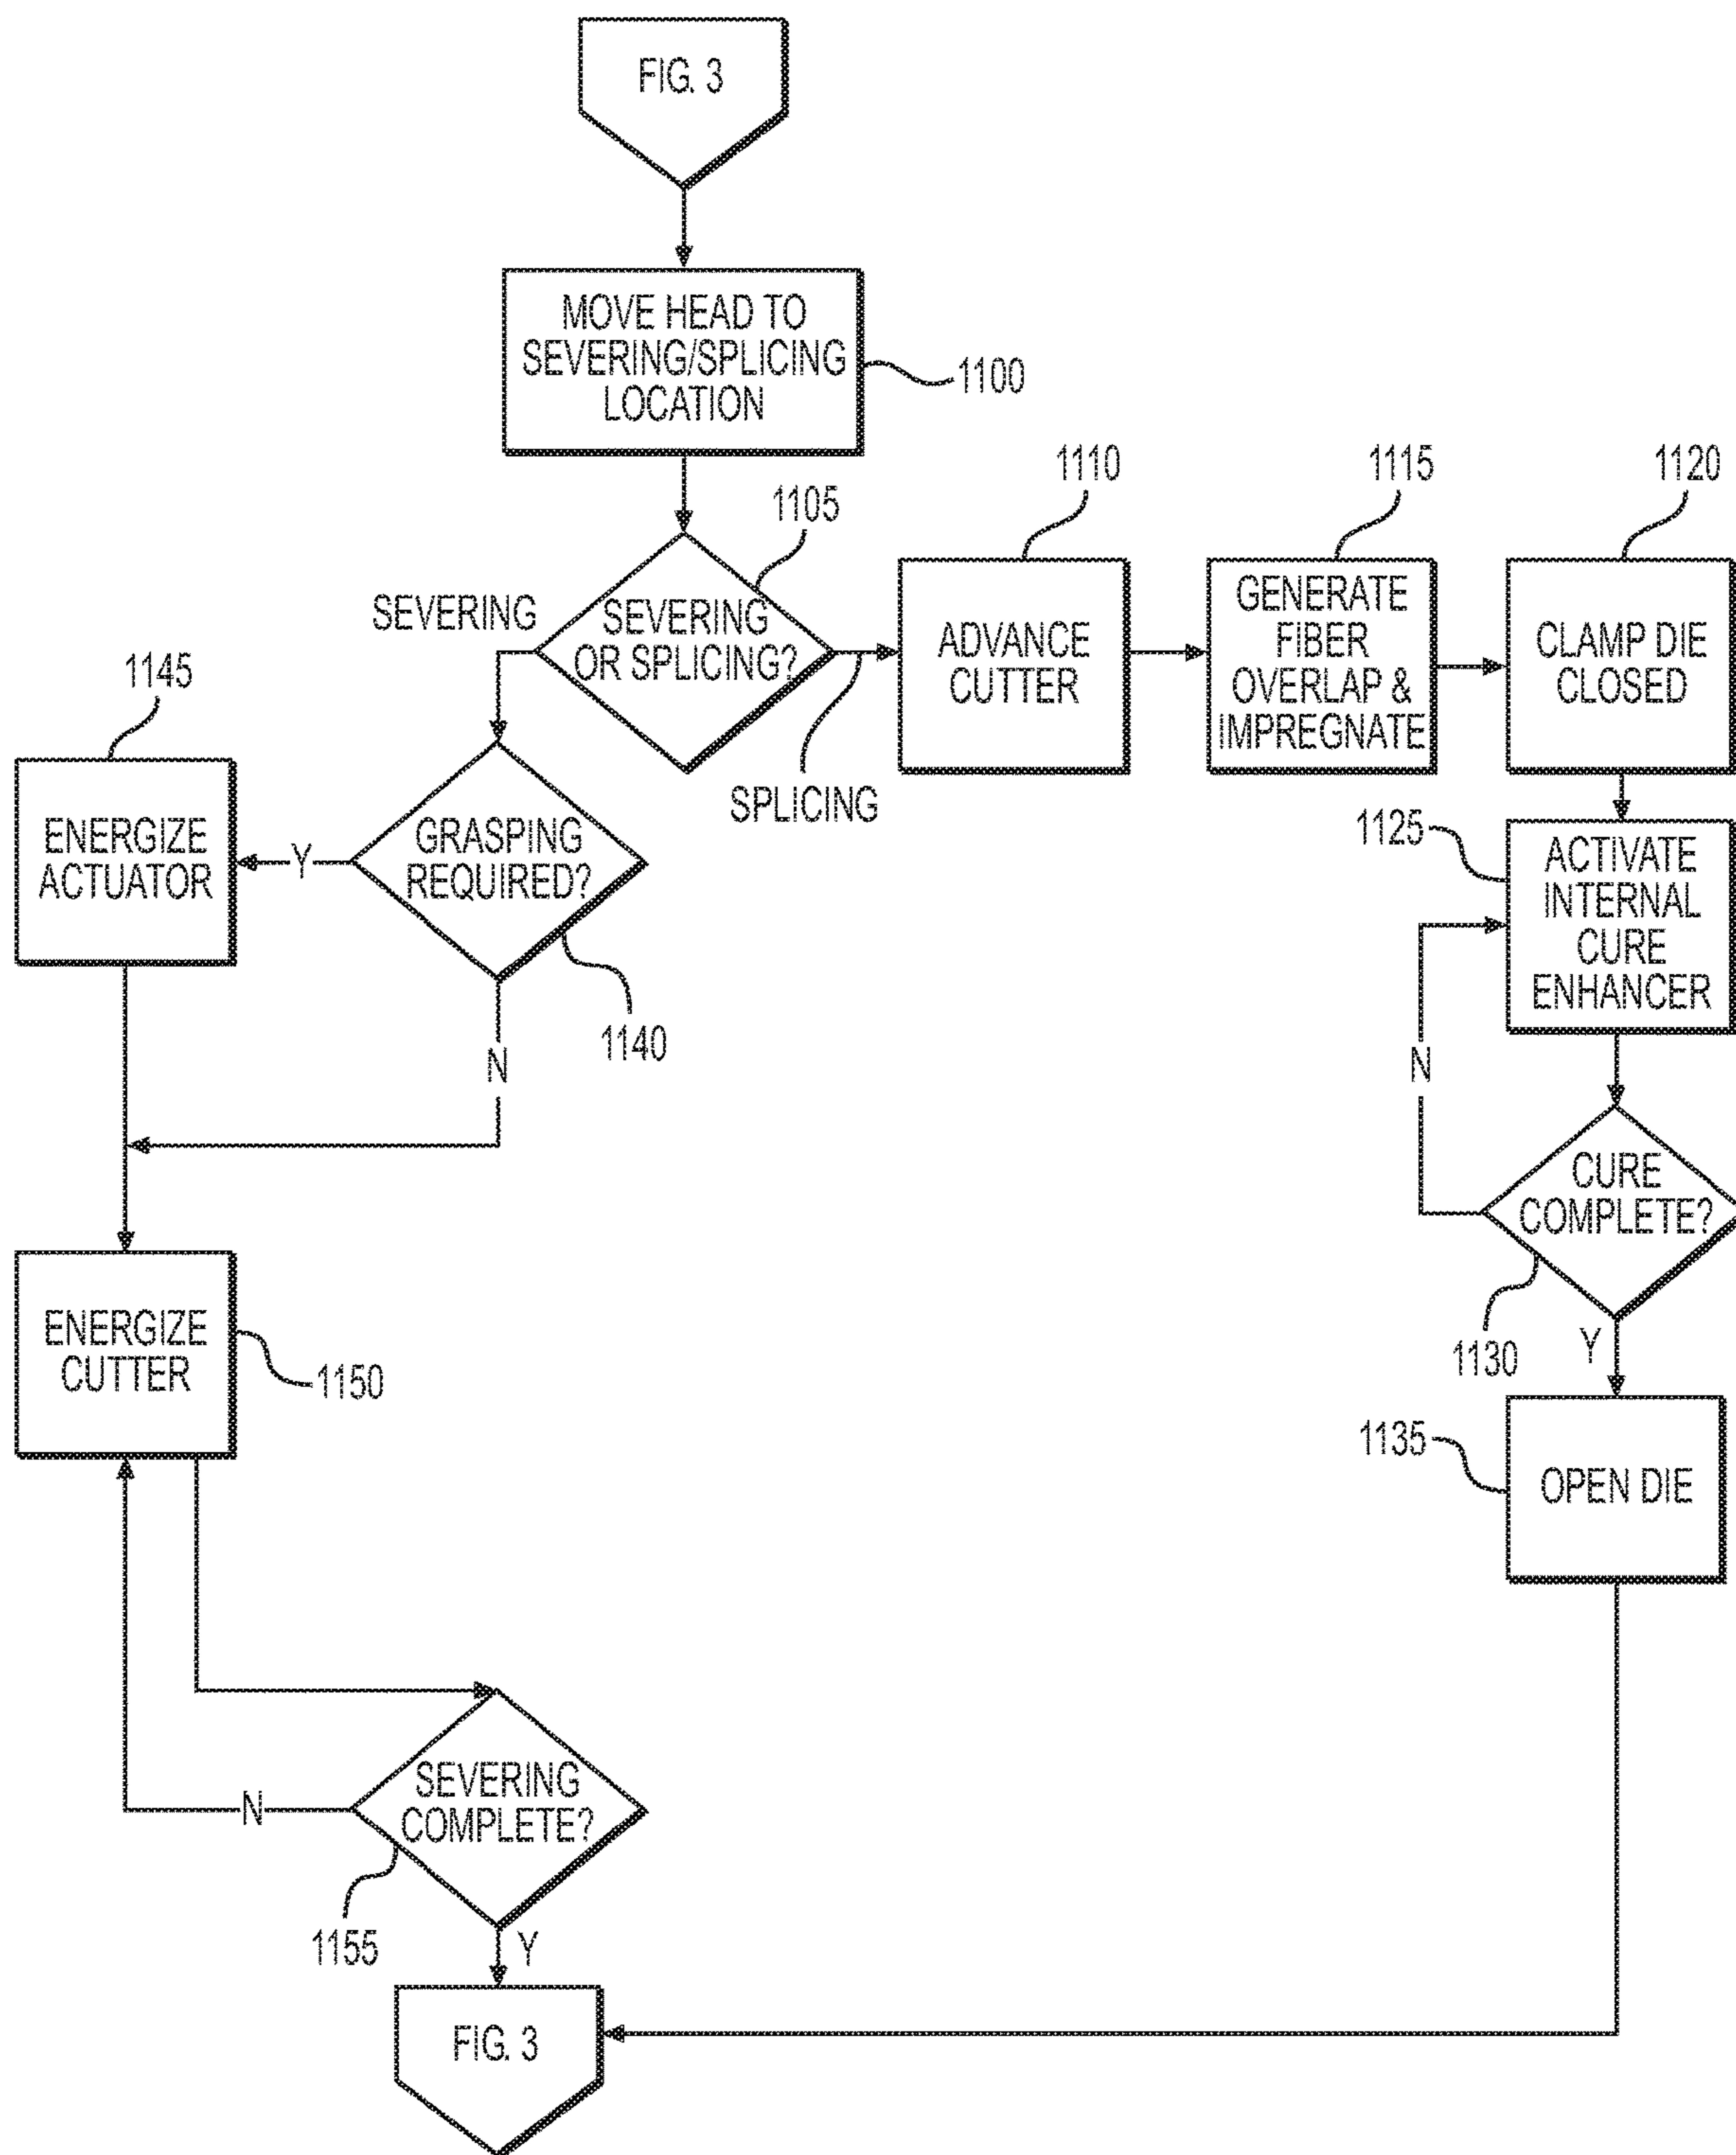 FIG. 3
MOVE HEAD TO
SEVERING/SPLICING
LOCATION
1100
1105
SEVERING
OR SPLICING?
SEVERING
SPLICING
1110
ADVANCE
CUTTER
1115
GENERATE
FIBER
OVERLAP &
IMPREGNATE
1120
CLAMP DIE
CLOSED
1125
ACTIVATE
INTERNAL
CURE
ENHANCER
N
CURE
COMPLETE?
1130
Y
1135
OPEN DIE
GRASPING
REQUIRED?
1140
Y
N
1145
ENERGIZE
ACTUATOR
ENERGIZE
CUTTER
1150
SEVERING
COMPLETE?
N
1155
Y
FIG. 3